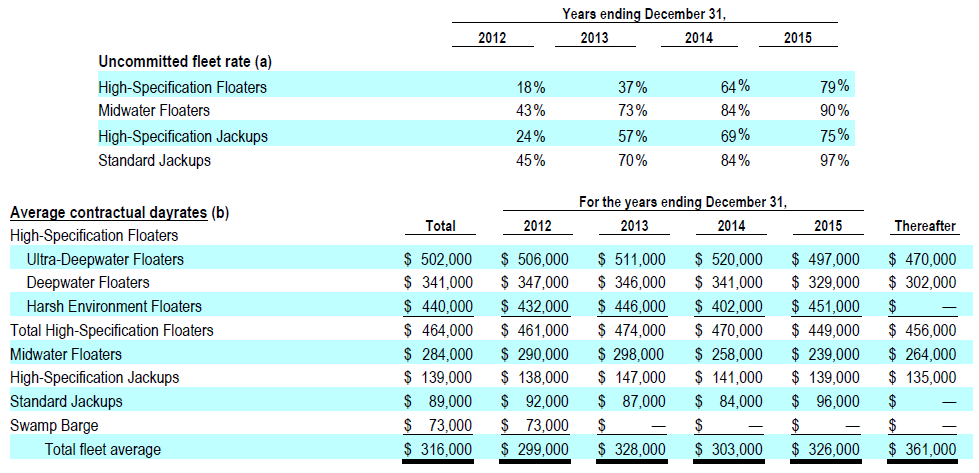 Years ending December 31,
2012 2013 2014 2015
Uncommitted fleet rate (a)
High-Specification Floaters 18% 37% 64% 79%
Midwater Floaters 43% 73% 84% 90%
High-Specification Jackups 24% 57% 69% 75%
Standard Jackups 45% 70% 84% 97%
For the years ending December 31,
Average contractual dayrates (b) Total 2012 2013 2014 2015 Thereafter
High-Specification Floaters
Ultra-Deepwater Floaters $ 502,000 $ 506,000 $ 511,000 $ 520,000 $ 497,000 $ 470,000
Deepwater Floaters $ 341,000 $ 347,000 $ 346,000 $ 341,000 $ 329,000 $ 302,000
Harsh Environment Floaters $ 440,000 $ 432,000 $ 446,000 $ 402,000 $ 451,000 $ —
Total High-Specification Floaters $ 464,000 $ 461,000 $ 474,000 $ 470,000 $ 449,000 $ 456,000
Midwater Floaters $ 284,000 $ 290,000 $ 298,000 $ 258,000 $ 239,000 $ 264,000
High-Specification Jackups $ 139,000 $ 138,000 $ 147,000 $ 141,000 $ 139,000 $ 135,000
Standard Jackups $ 89,000 $ 92,000 $ 87,000 $ 84,000 $ 96,000 $ —
Swamp Barge $ 73,000 $ 73,000 $ — $ — $ — $ —
Total fleet average $ 316,000 $ 299,000 $ 328,000 $ 303,000 $ 326,000 $ 361,000